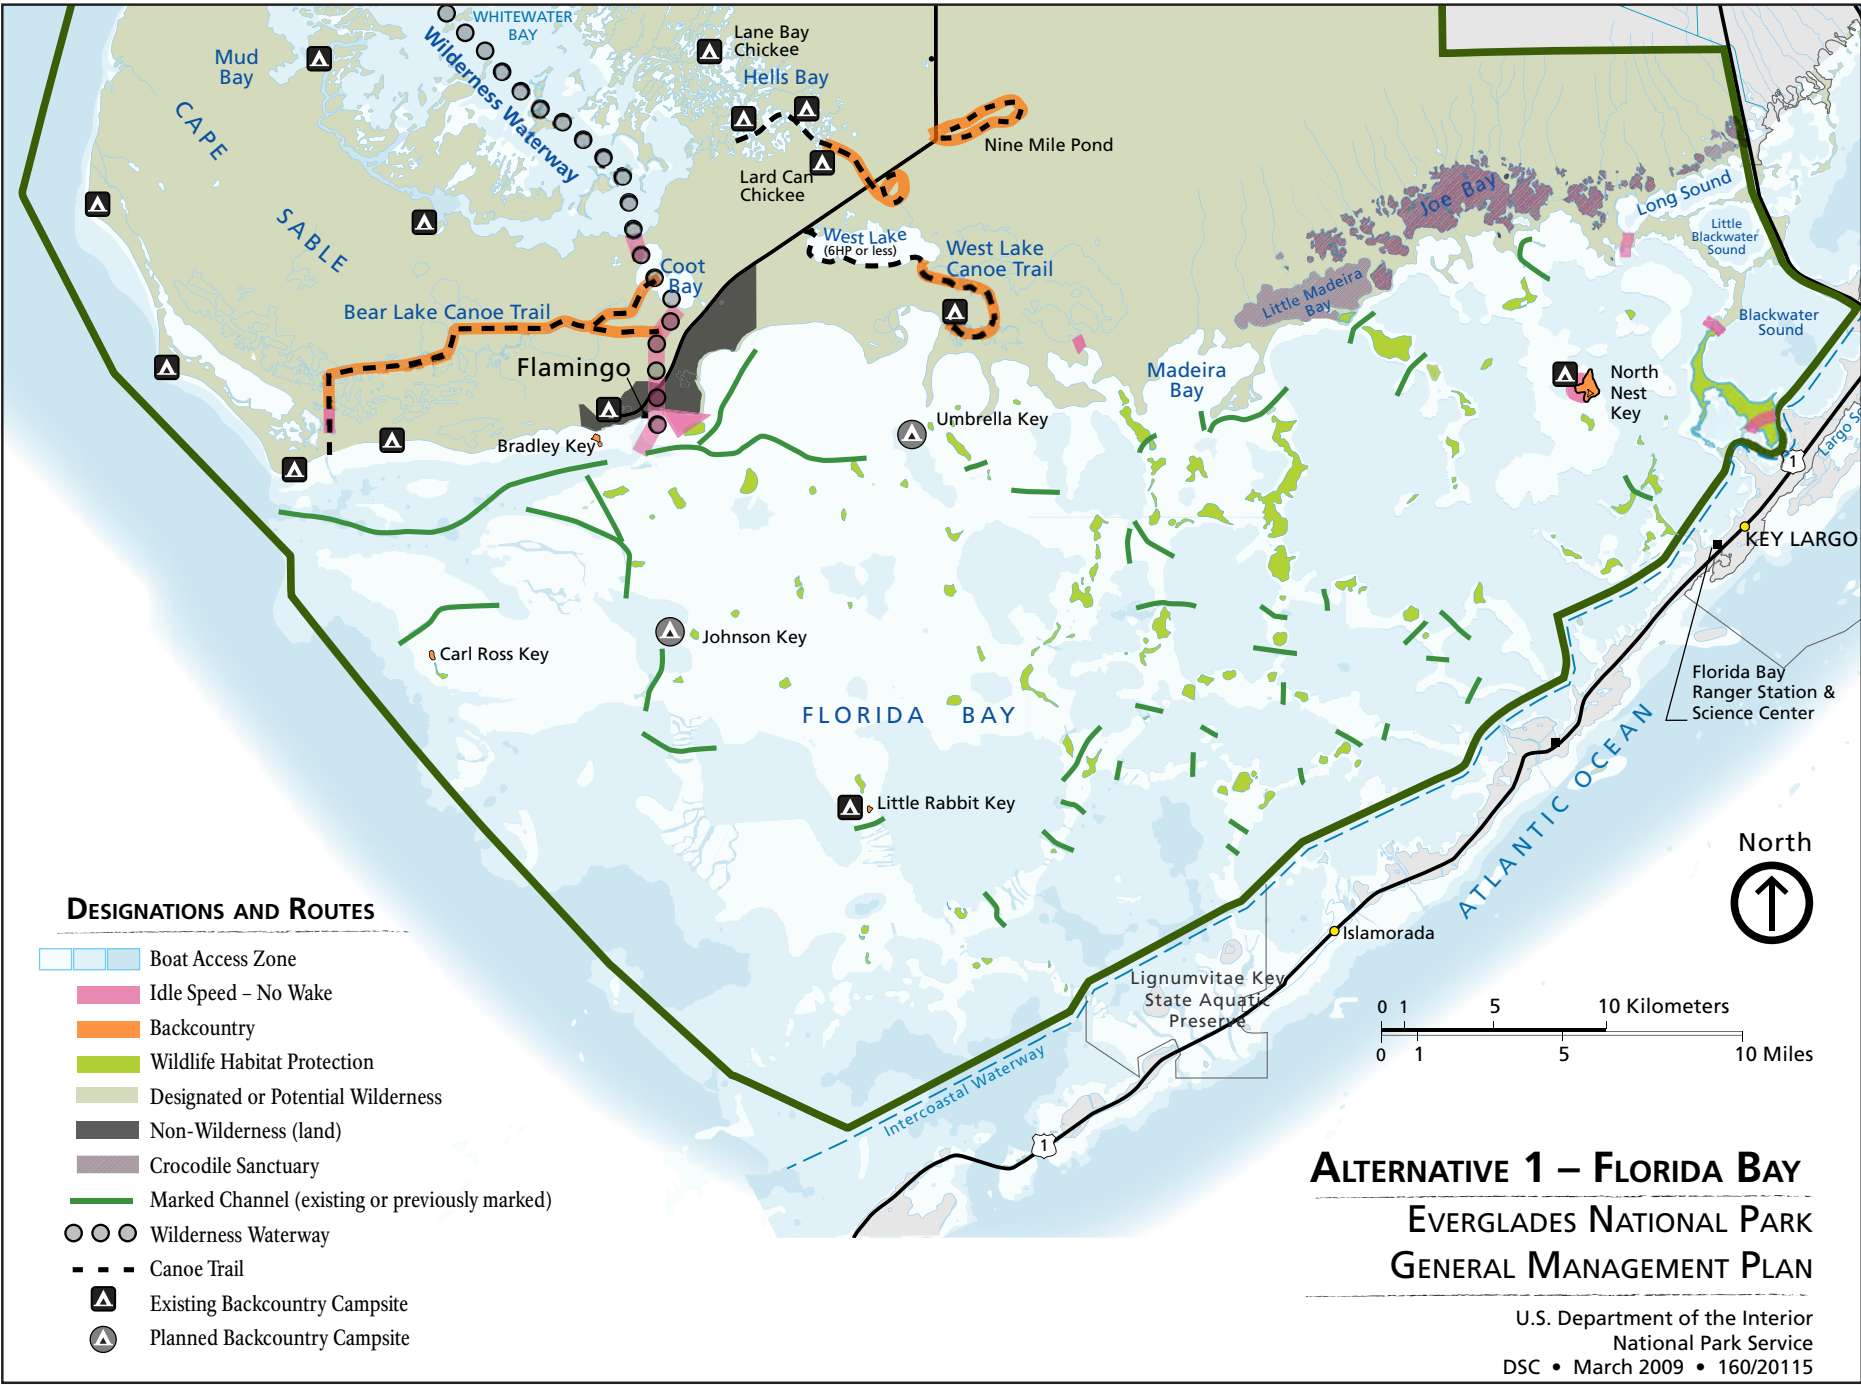 WHITEWATER
BAY
Wilderness Waterway
Mud
Bay
Lane Bay
Chickee
Hells Bay
CAPE
SABLE
Lard Can
Chickee
Nine Mile Pond
West Lake
(6HP or less)
West Lake
Canoe Trail
Coot
Bay
Bear Lake Canoe Trail
Flamingo
Bradley Key
Joe Bay
Long Sound
Little
Blackwater
Sound
Little Madeira
Bay
Blackwater
Sound
Madeira
Bay
Umbrella Key
North
Nest
Key
1
KEY LARGO
Johnson Key
Carl Ross Key
Florida Bay
Ranger Station &
Science Center
FLORIDA BAY
Little Rabbit Key
ATLANTIC OCEAN
North
Islamorada
Lignumvitae Key
State Aquatic
Preserve
Intercoastal Waterway
1
0 1 5 10 Kilometers
0 1 5 10 Miles
DESIGNATIONS AND ROUTES
Boat Access Zone
Idle Speed – No Wake
Backcountry
Wildlife Habitat Protection
Designated or Potential Wilderness
Non-Wilderness (land)
Crocodile Sanctuary
Marked Channel (existing or previously marked)
Wilderness Waterway
Canoe Trail
Existing Backcountry Campsite
Planned Backcountry Campsite
ALTERNATIVE 1 – FLORIDA BAY
EVERGLADES NATIONAL PARK
GENERAL MANAGEMENT PLAN
U.S. Department of the Interior
National Park Service
DSC • March 2009 • 160/20115